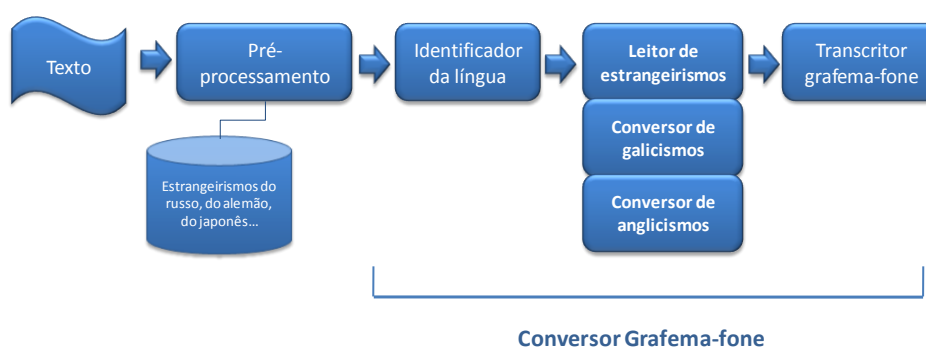 Texto
Pré-
processamento
Identificador
da língua
Leitor de
estrangeirismos
Transcritor
grafema-fone
Conversor de
galicismos
Conversor de
anglicismos
Estrangeirismos do
russo, do alemão,
do japonês...
Conversor Grafema-fone